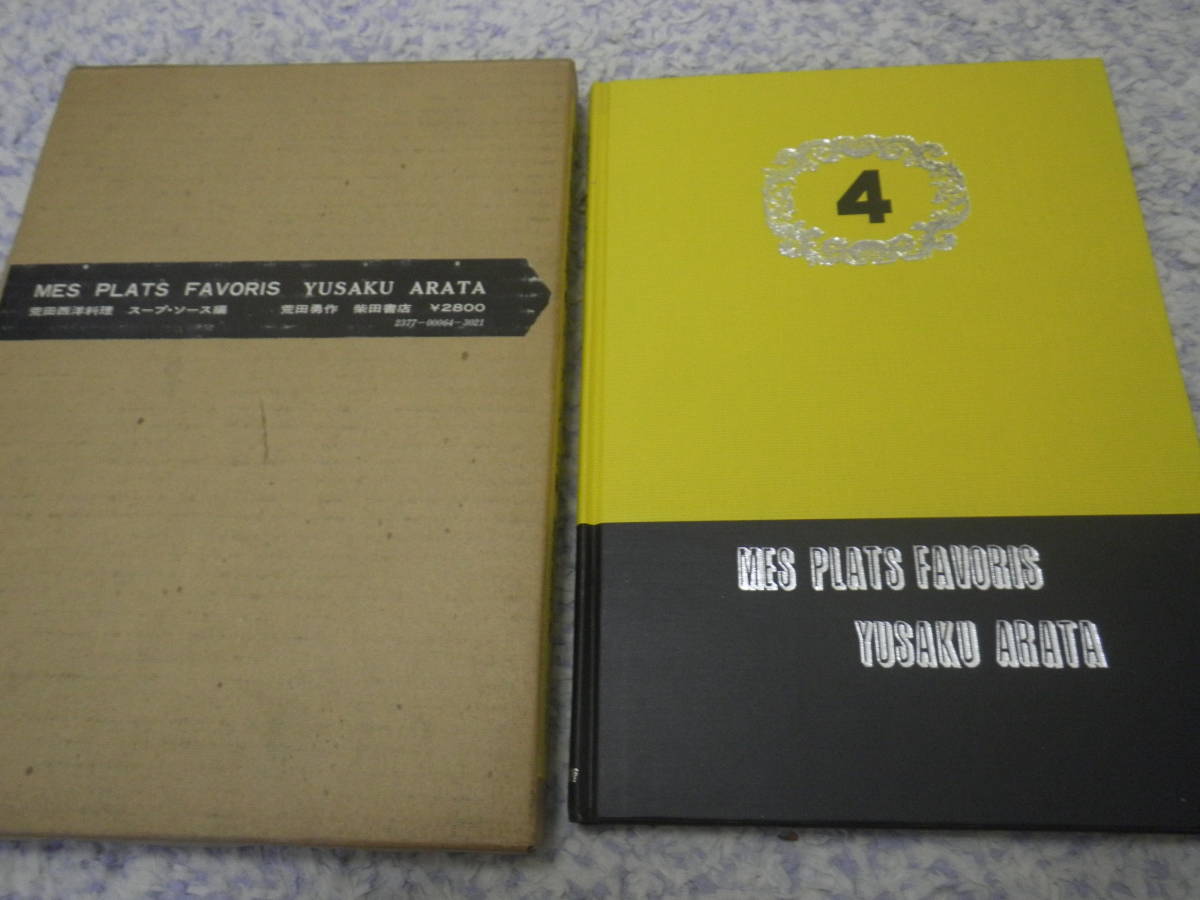 MES PLATS FAVORIS YUSAKU ARATA
荒田西洋料理 スープ・ソース編 荒田勇作 柴田書店 ¥2800
2377-00064-3021
4
MES PLATS FAVORIS
YUSAKU ARATA